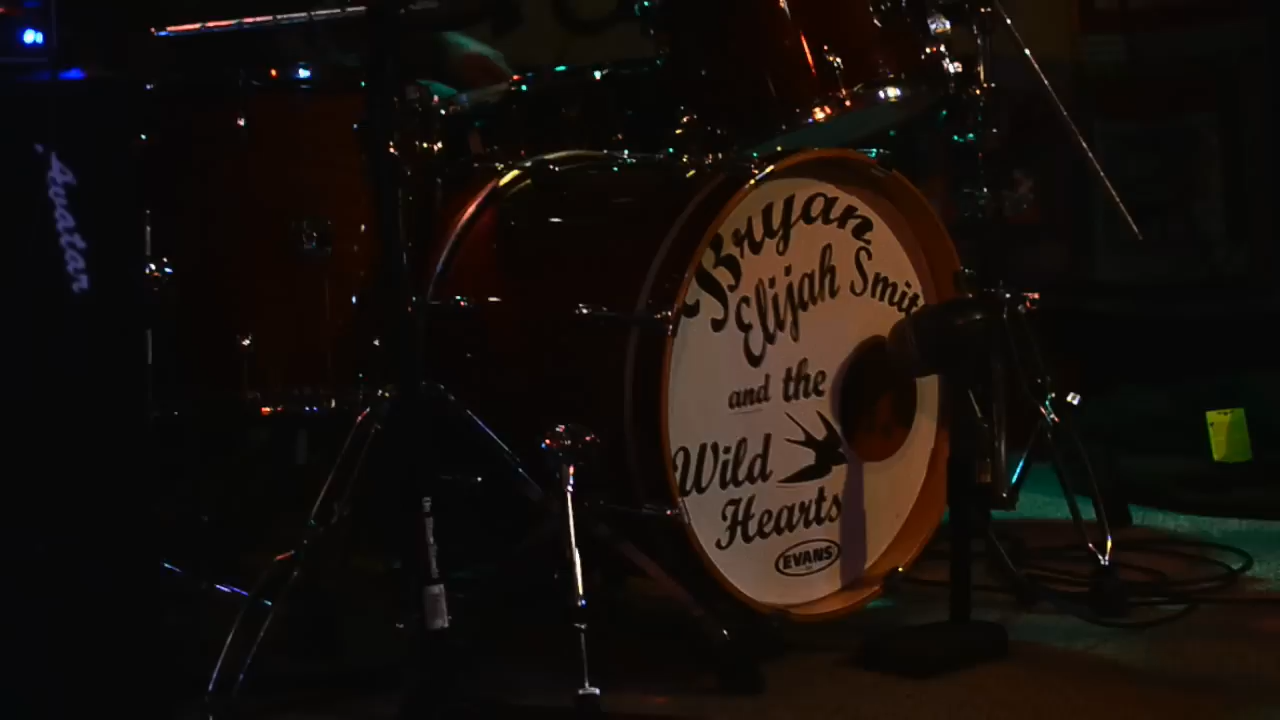 Avatar
Bryan
Elijah Smit
and the
Wild
Hearts
EVANS